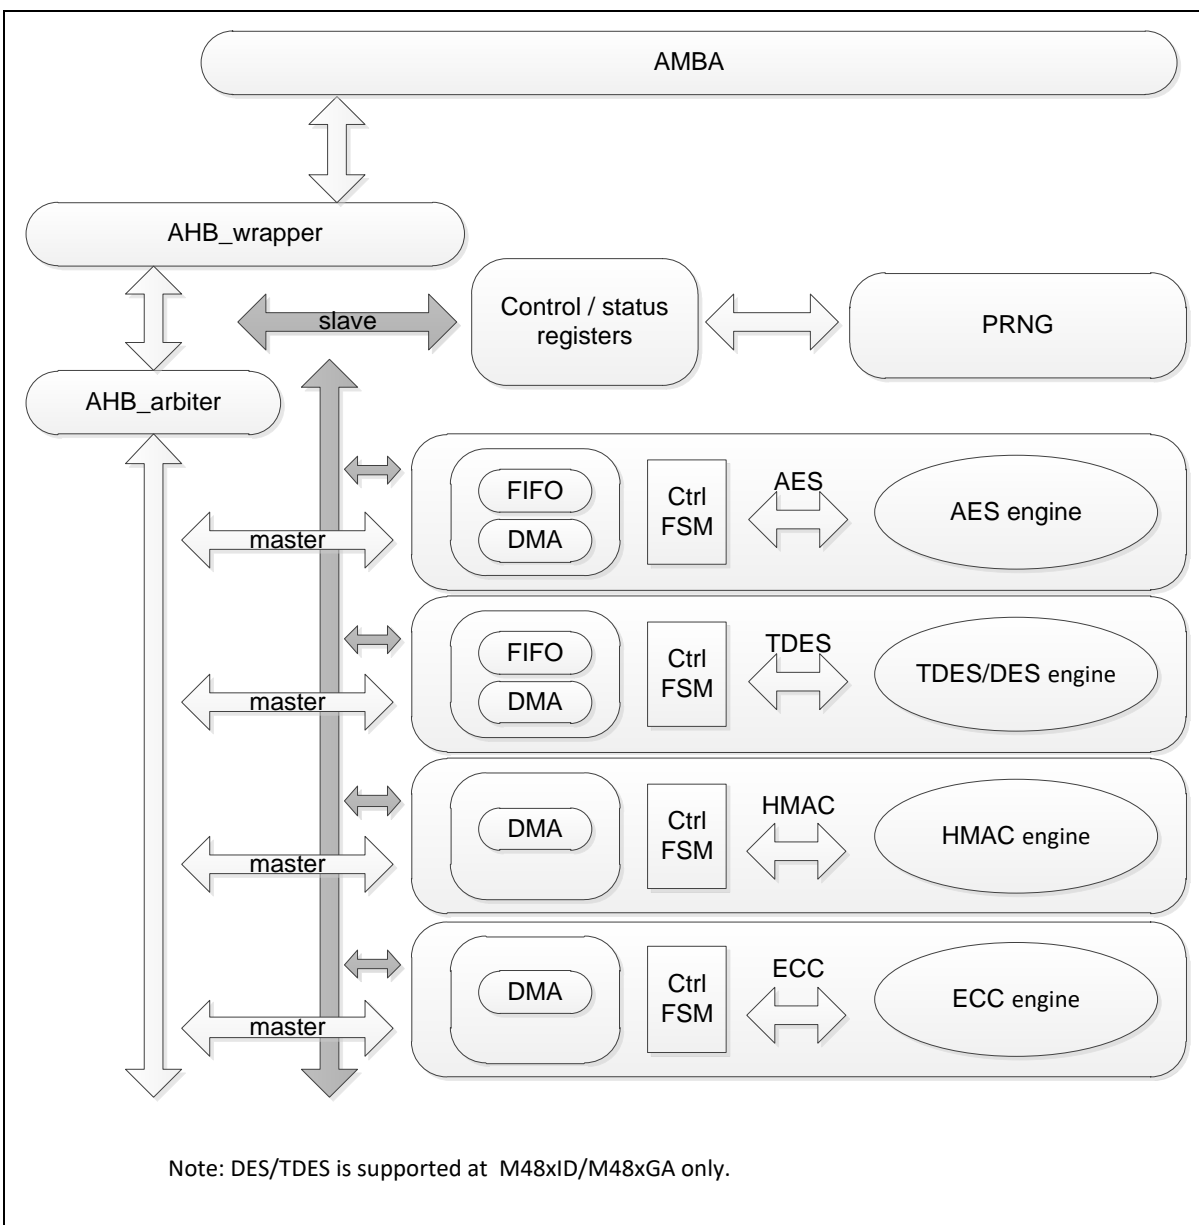 AMBA
AHB_wrapper
slave
Control / status
registers
PRNG
AHB_arbiter
FIFO
DMA
Ctrl
FSM
AES
AES engine
master
FIFO
DMA
Ctrl
FSM
TDES
TDES/DES engine
master
DMA
Ctrl
FSM
HMAC
HMAC engine
master
DMA
Ctrl
FSM
ECC
ECC engine
master
Note: DES/TDES is supported at  M48xID/M48xGA only.